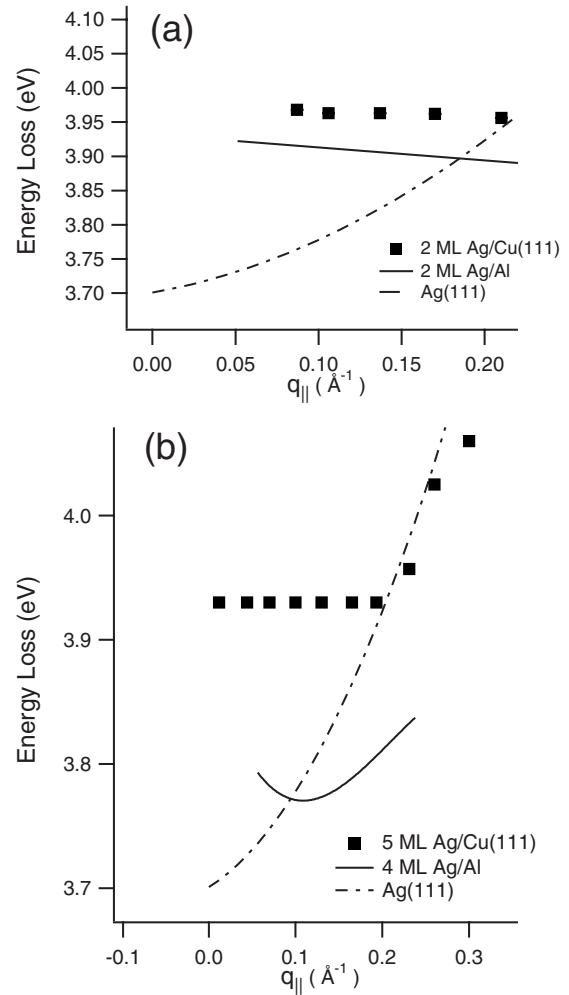 (a)
4.10
4.05
4.00
3.95
3.90
3.85
3.80
3.75
3.70
Energy Loss (eV)
2 ML Ag/Cu(111)
2 ML Ag/Al
Ag(111)
0.00 0.05 0.10 0.15 0.20
q|| ( Å-1)
(b)
4.0
3.9
3.8
3.7
Energy Loss (eV)
5 ML Ag/Cu(111)
4 ML Ag/Al
Ag(111)
-0.1 0.0 0.1 0.2 0.3
q|| ( Å-1)